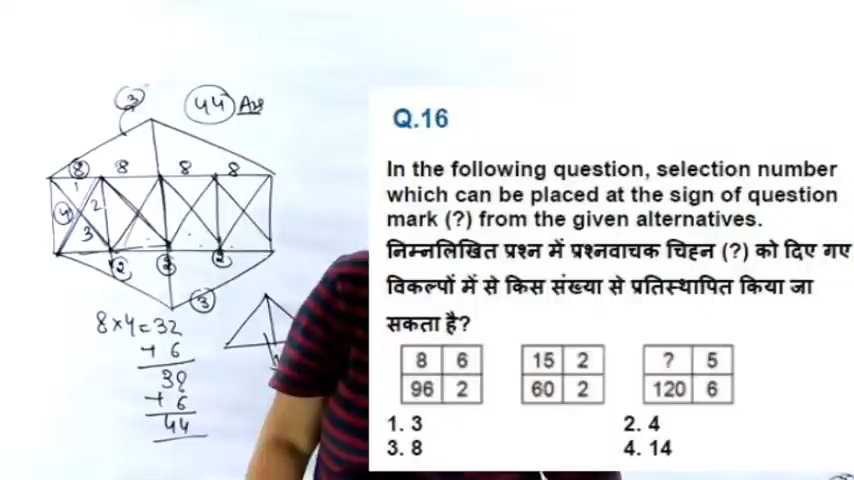 3
44 Ans
8 8 8 8
1
4 2
3
2 2 2
3
8x4=32
+ 6
38
+ 6
44
Q.16
In the following question, selection number
which can be placed at the sign of question
mark (?) from the given alternatives.
निम्नलिखित प्रश्न में प्रश्नवाचक चिह्न (?) को दिए गए
विकल्पों में से किस संख्या से प्रतिस्थापित किया जा
सकता है?
8 6 15 2 ? 5
96 2 60 2 120 6
1. 3 2. 4
3. 8 4. 14